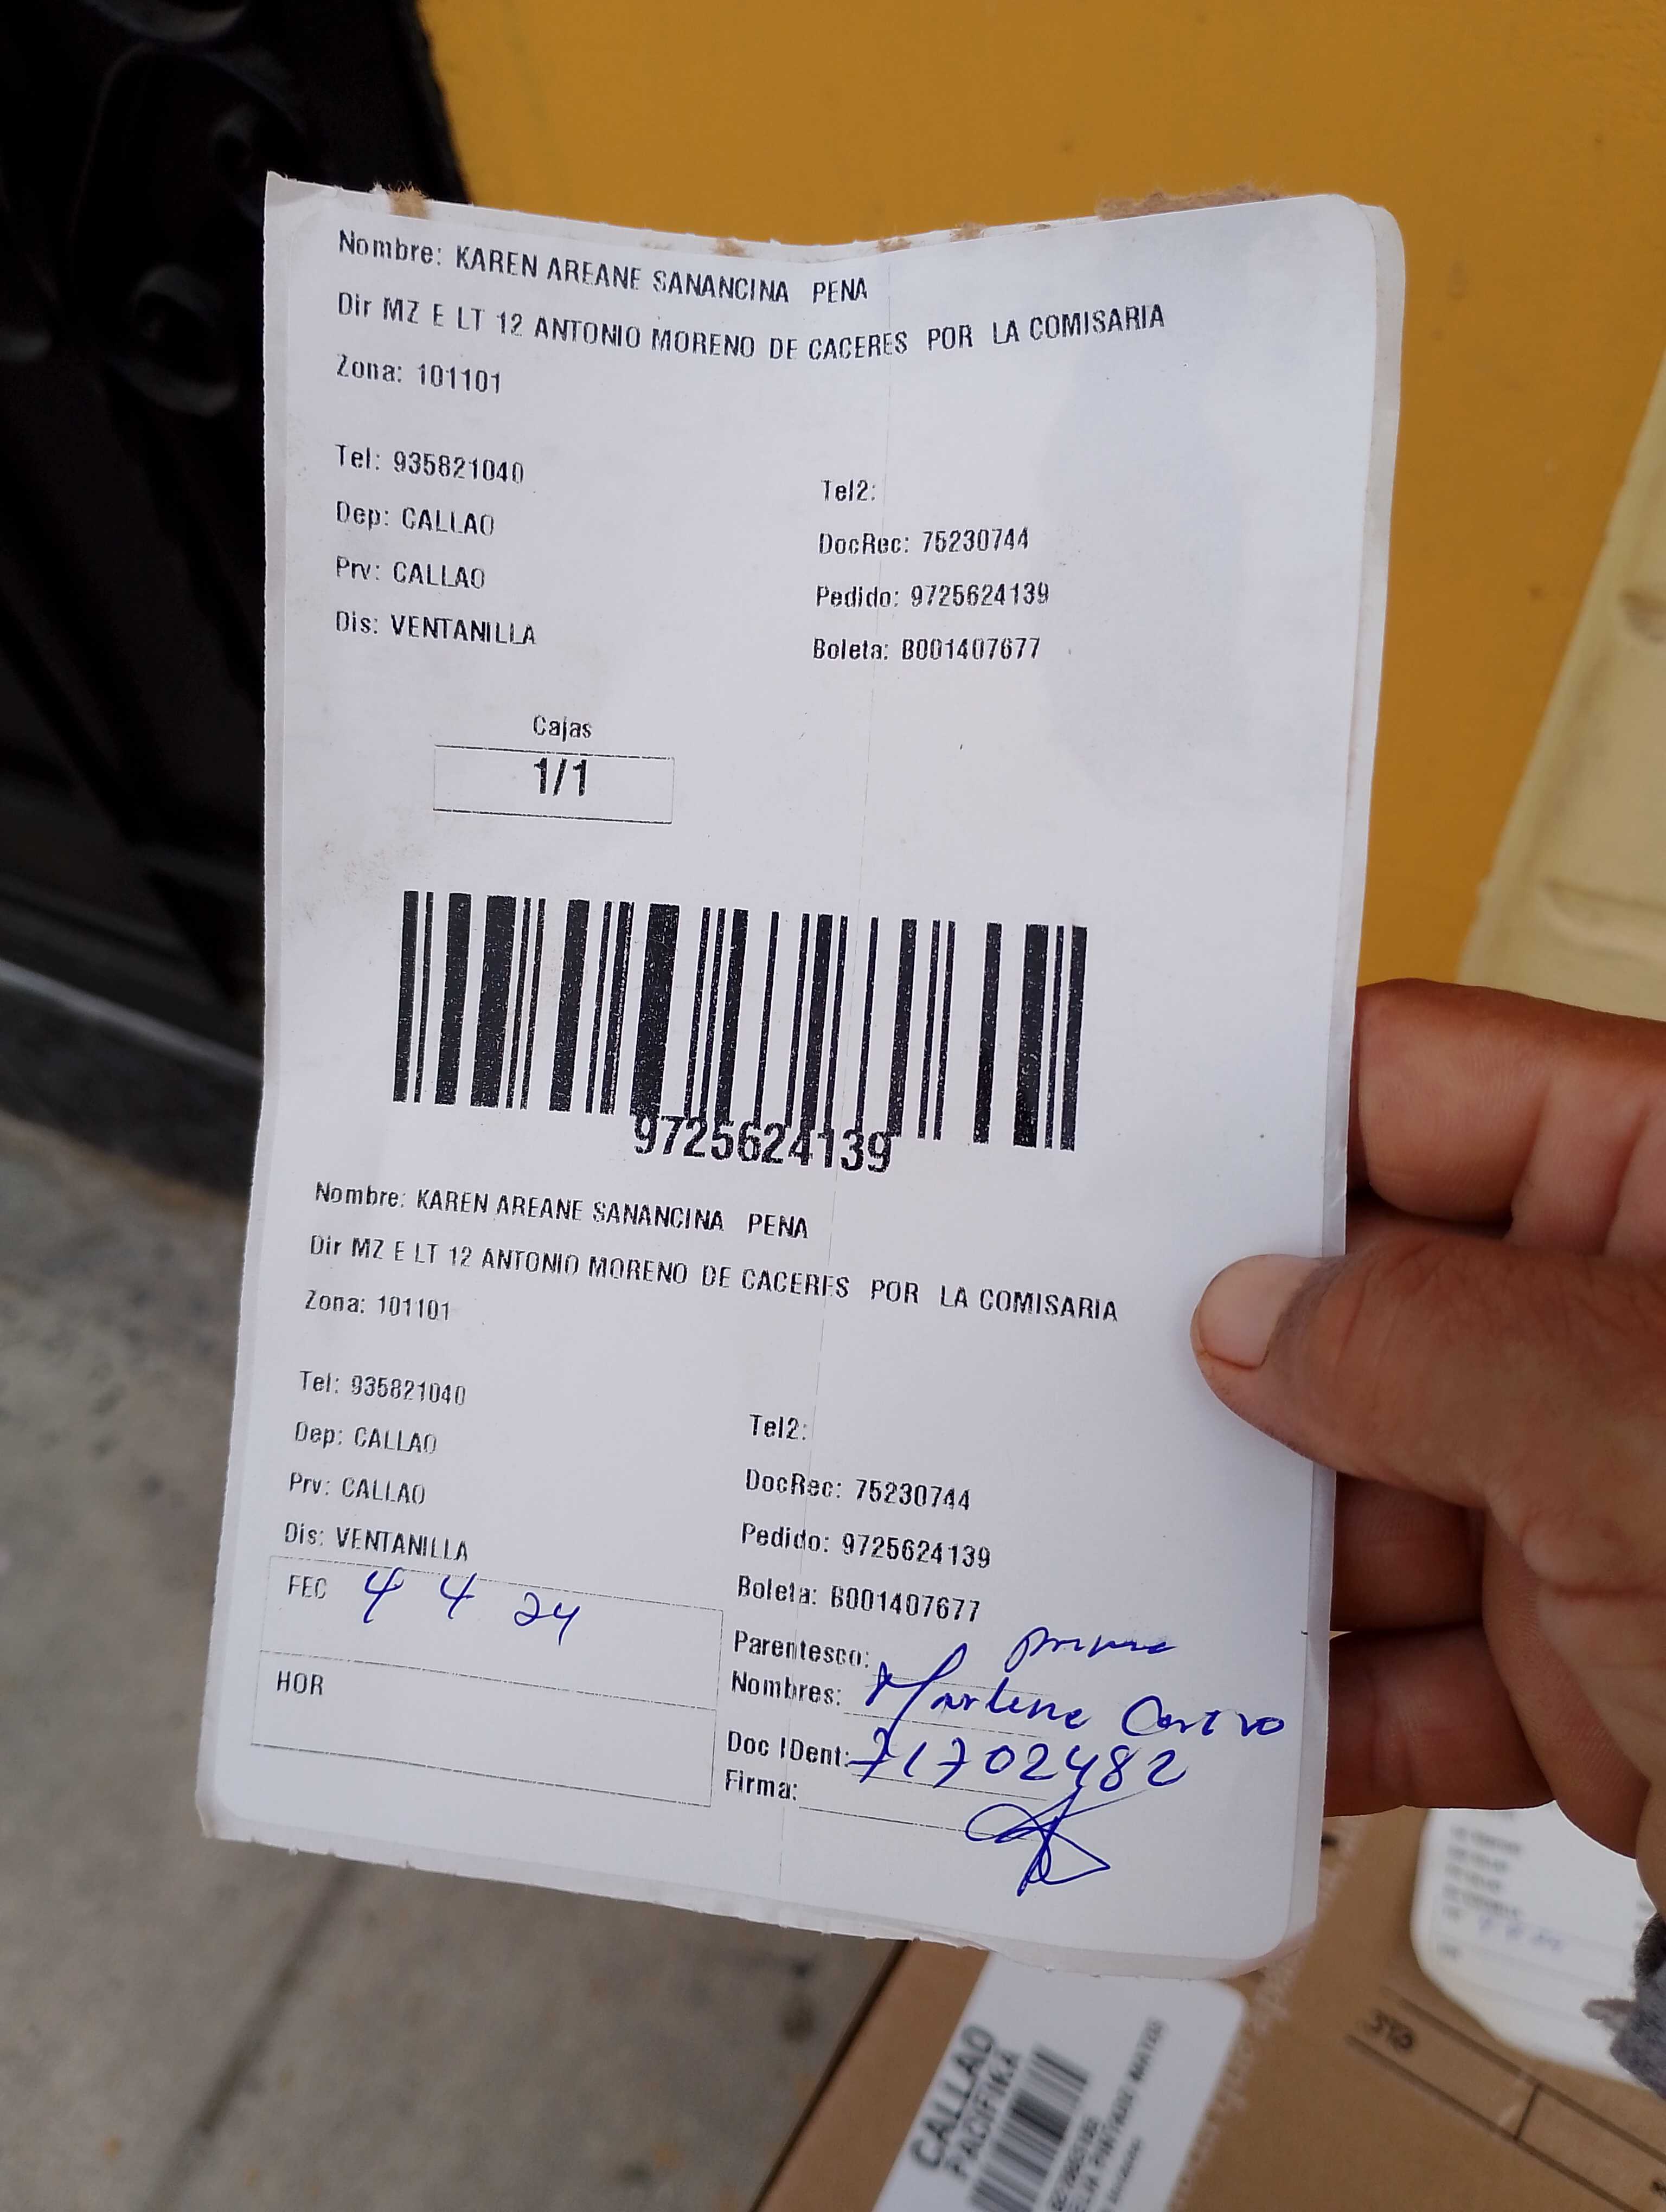 Nombre: KAREN AREANE SANANCINA PENA
Dir MZ E LT 12 ANTONIO MORENO DE CACERES POR LA COMISARIA
Zona: 101101
Tel: 935821040
Tel2:
Dep: CALLAO
DocRec: 75230744
Prv: CALLAO
Pedido: 9725624139
Dis: VENTANILLA
Boleta: B001407677
Cajas
1/1
9725624139
Nombre: KAREN AREANE SANANCINA PENA
Dir MZ E LT 12 ANTONIO MORENO DE CACERES POR LA COMISARIA
Zona: 101101
Tel: 935821040
Tel2:
Dep: CALLAO
DocRec: 75230744
Prv: CALLAO
Pedido: 9725624139
Dis: VENTANILLA
Boleta: B001407677
FEC 4 4 24
Parentesco: prima
Nombres: Marlene Castro
HOR
Doc IDent: 71702482
Firma:
CALLAO
PACIFIKA